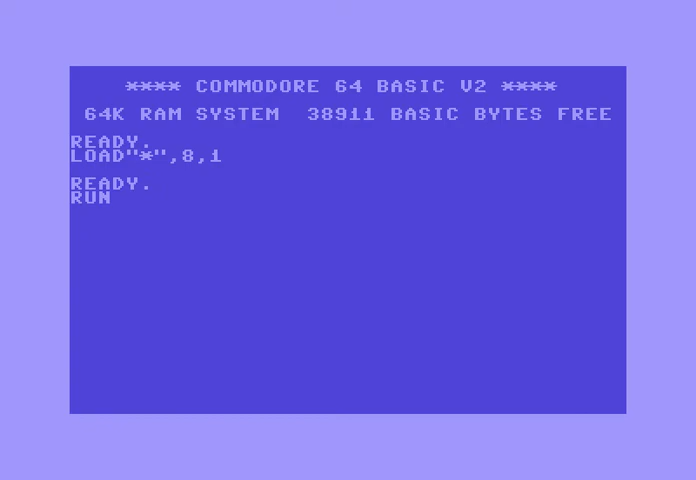 **** COMMODORE 64 BASIC V2 ****
64K RAM SYSTEM  38911 BASIC BYTES FREE
READY.
LOAD"*",8,1
READY.
RUN